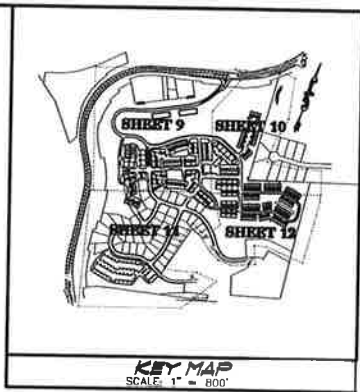 SHEET 9
SHEET 10
SHEET 11
SHEET 12
KEY MAP
SCALE: 1" = 800'